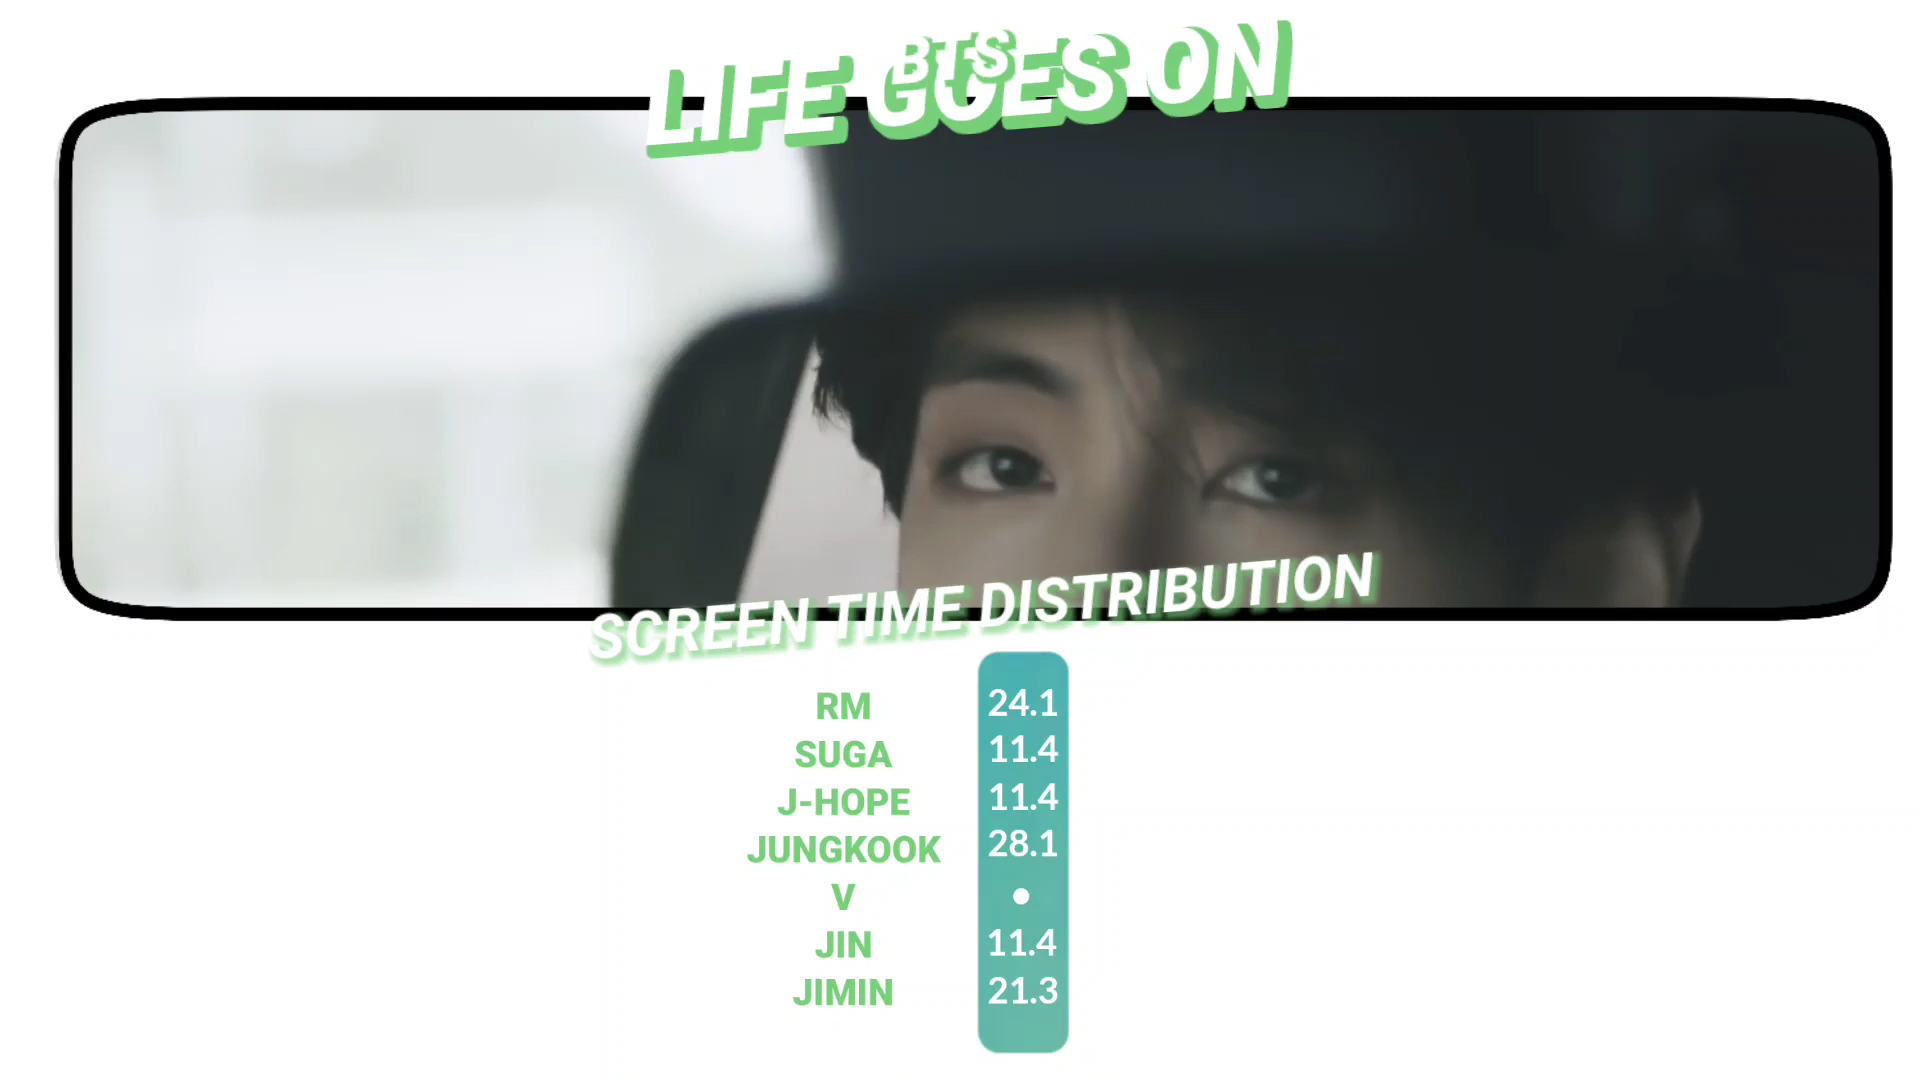 BTS
LIFE GOES ON
SCREEN TIME DISTRIBUTION
RM 24.1
SUGA 11.4
J-HOPE 11.4
JUNGKOOK 28.1
V •
JIN 11.4
JIMIN 21.3